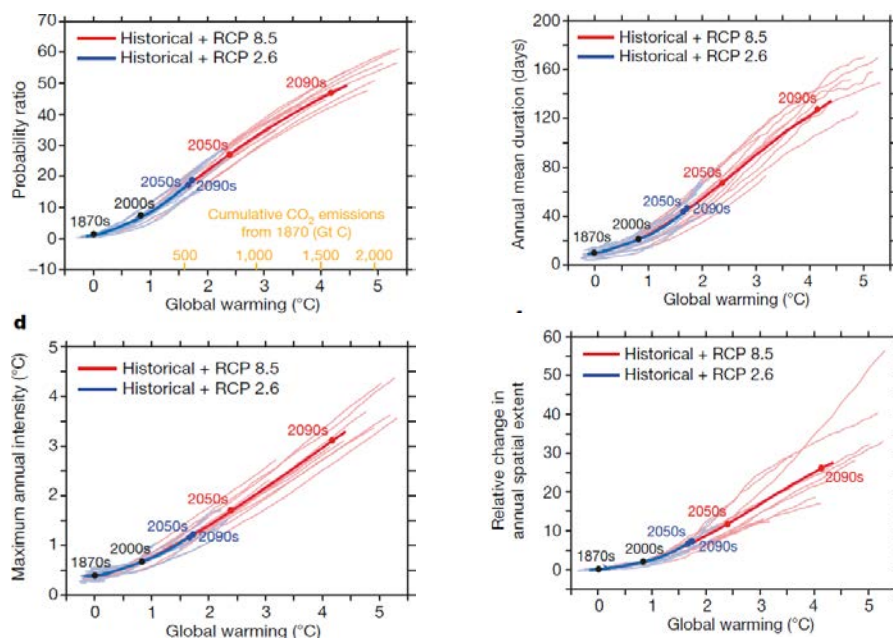 70
60
50
40
30
20
10
0
–10
Probability ratio
Historical + RCP 8.5
Historical + RCP 2.6
2090s
2050s
2050s
2090s
2000s
1870s
Cumulative CO2 emissions
from 1870 (Gt C)
500 1,000 1,500 2,000
0 1 2 3 4 5
Global warming (°C)
200
160
120
80
40
0
Annual mean duration (days)
Historical + RCP 8.5
Historical + RCP 2.6
2090s
2050s
2050s
2090s
2000s
1870s
0 1 2 3 4 5
Global warming (°C)
d
5
4
3
2
1
0
Maximum annual intensity (°C)
Historical + RCP 8.5
Historical + RCP 2.6
2090s
2050s
2050s
2090s
2000s
1870s
0 1 2 3 4 5
Global warming (°C)
60
50
40
30
20
10
0
Relative change in
annual spatial extent
Historical + RCP 8.5
Historical + RCP 2.6
2090s
2050s
2050s
2090s
2000s
1870s
0 1 2 3 4 5
Global warming (°C)